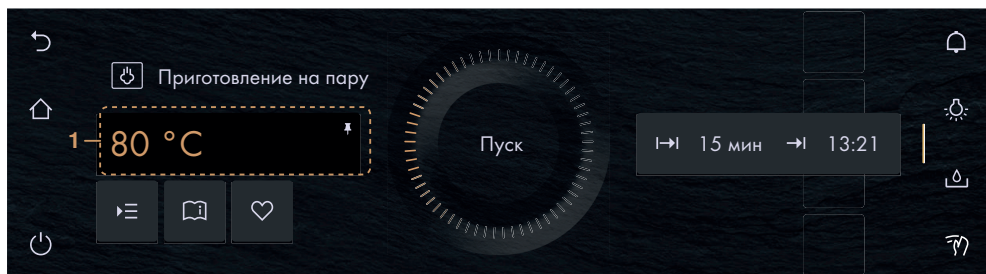 Приготовление на пару
1
80 °C
Пуск
15 мин
13:21